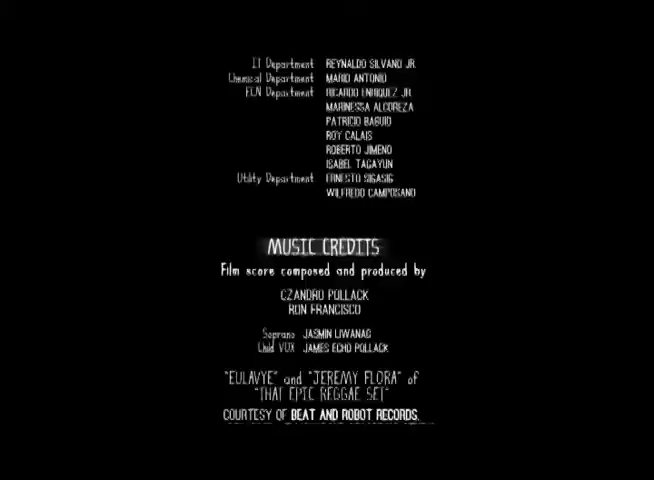 IT Department REYNALDO SILVANO JR.
Chemical Department MARIO ANTONIO
FCN Department RICARDO ENRIQUEZ JR.
MARINESSA ALCOREZA
PATRICIO BAGUID
ROY CALAIS
ROBERTO JIMENO
ISABEL TAGAYUN
Utility Department ERNESTO SIGASIG
WILFREDO CAMPOSANO
MUSIC CREDITS
Film score composed and produced by
CZANDRO POLLACK
RON FRANCISCO
Soprano JASMIN LIWANAG
Child VOX JAMES ECHO POLLACK
"EULAVYE" and "JEREMY FLORA" of
"THAT EPIC REGGAE SET"
COURTESY OF BEAT AND ROBOT RECORDS.